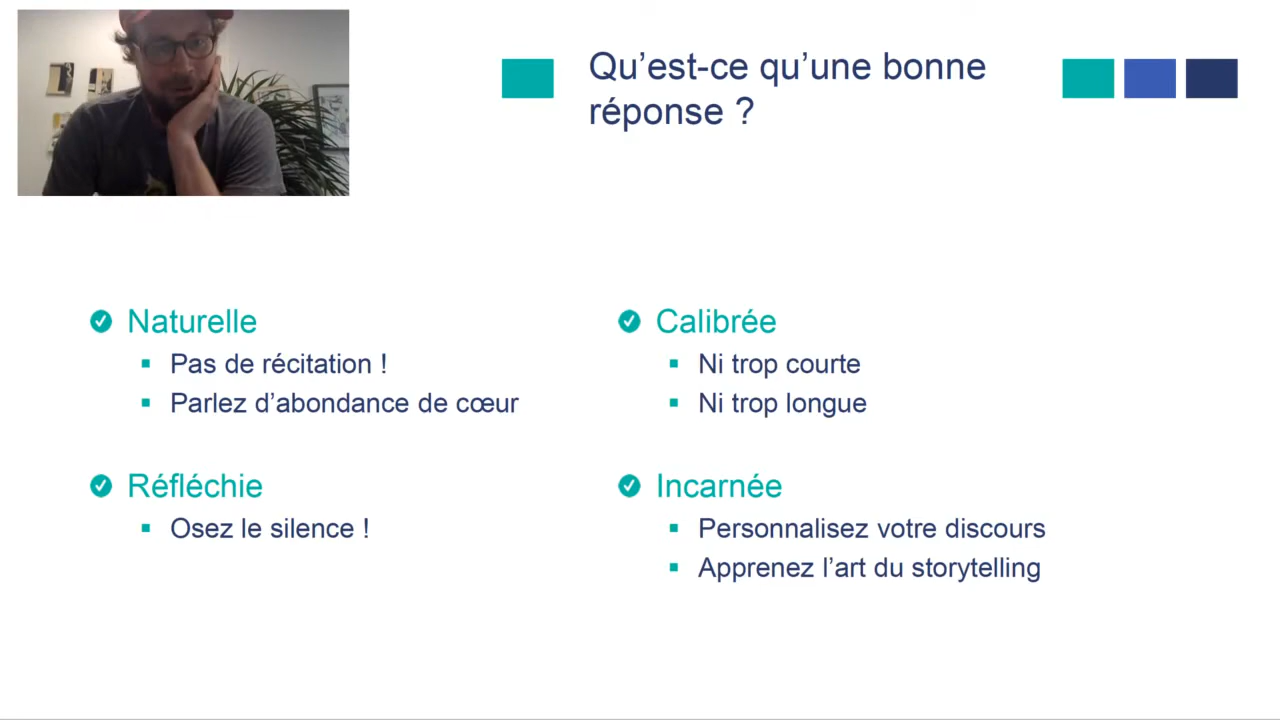 Qu’est-ce qu’une bonne
réponse ?
Naturelle
Pas de récitation !
Parlez d’abondance de cœur
Réfléchie
Osez le silence !
Calibrée
Ni trop courte
Ni trop longue
Incarnée
Personnalisez votre discours
Apprenez l’art du storytelling